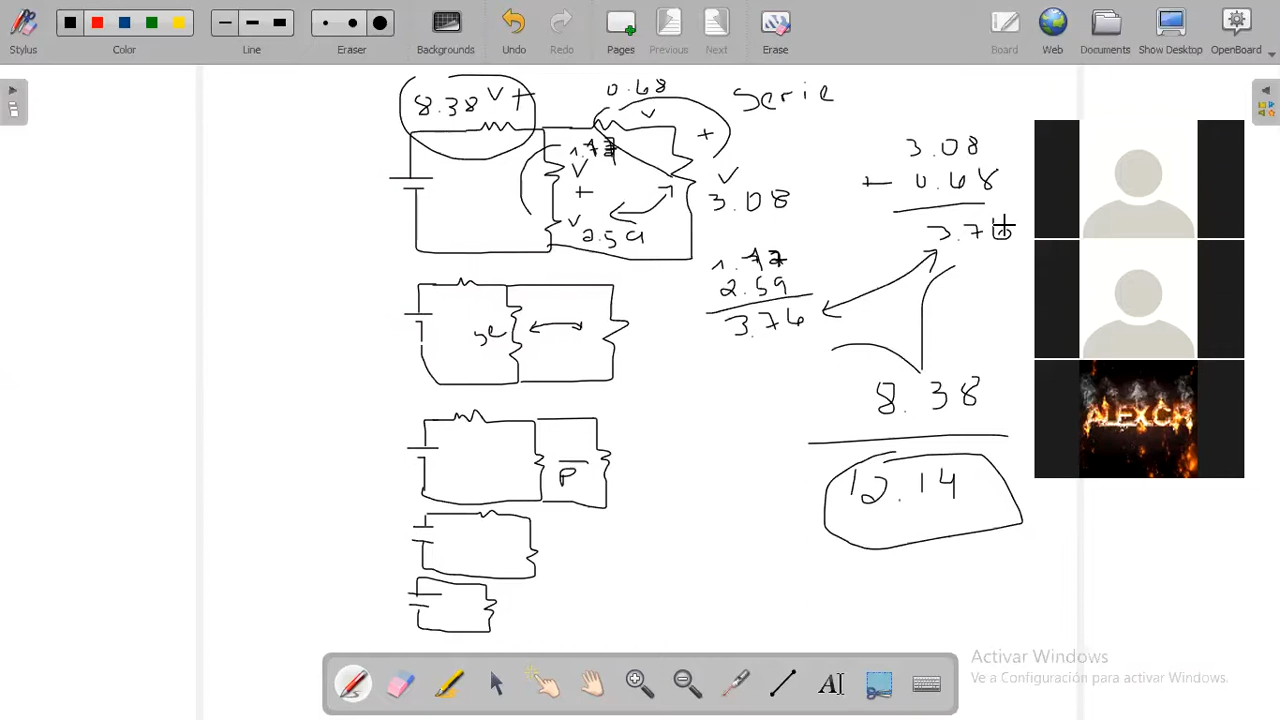 Stylus
Color
Line
Eraser
Backgrounds
Undo
Redo
Pages
Previous
Next
Erase
Board
Web
Documents
Show Desktop
OpenBoard
8.38 V +
0.68
V
Serie
+
V
3.08
V
+
V
2.59
3.08
+ 0.68
3.76
2.59
3.76
8.38
12.14
P
ALEXCR
Activar Windows
Ve a Configuración para activar Windows.